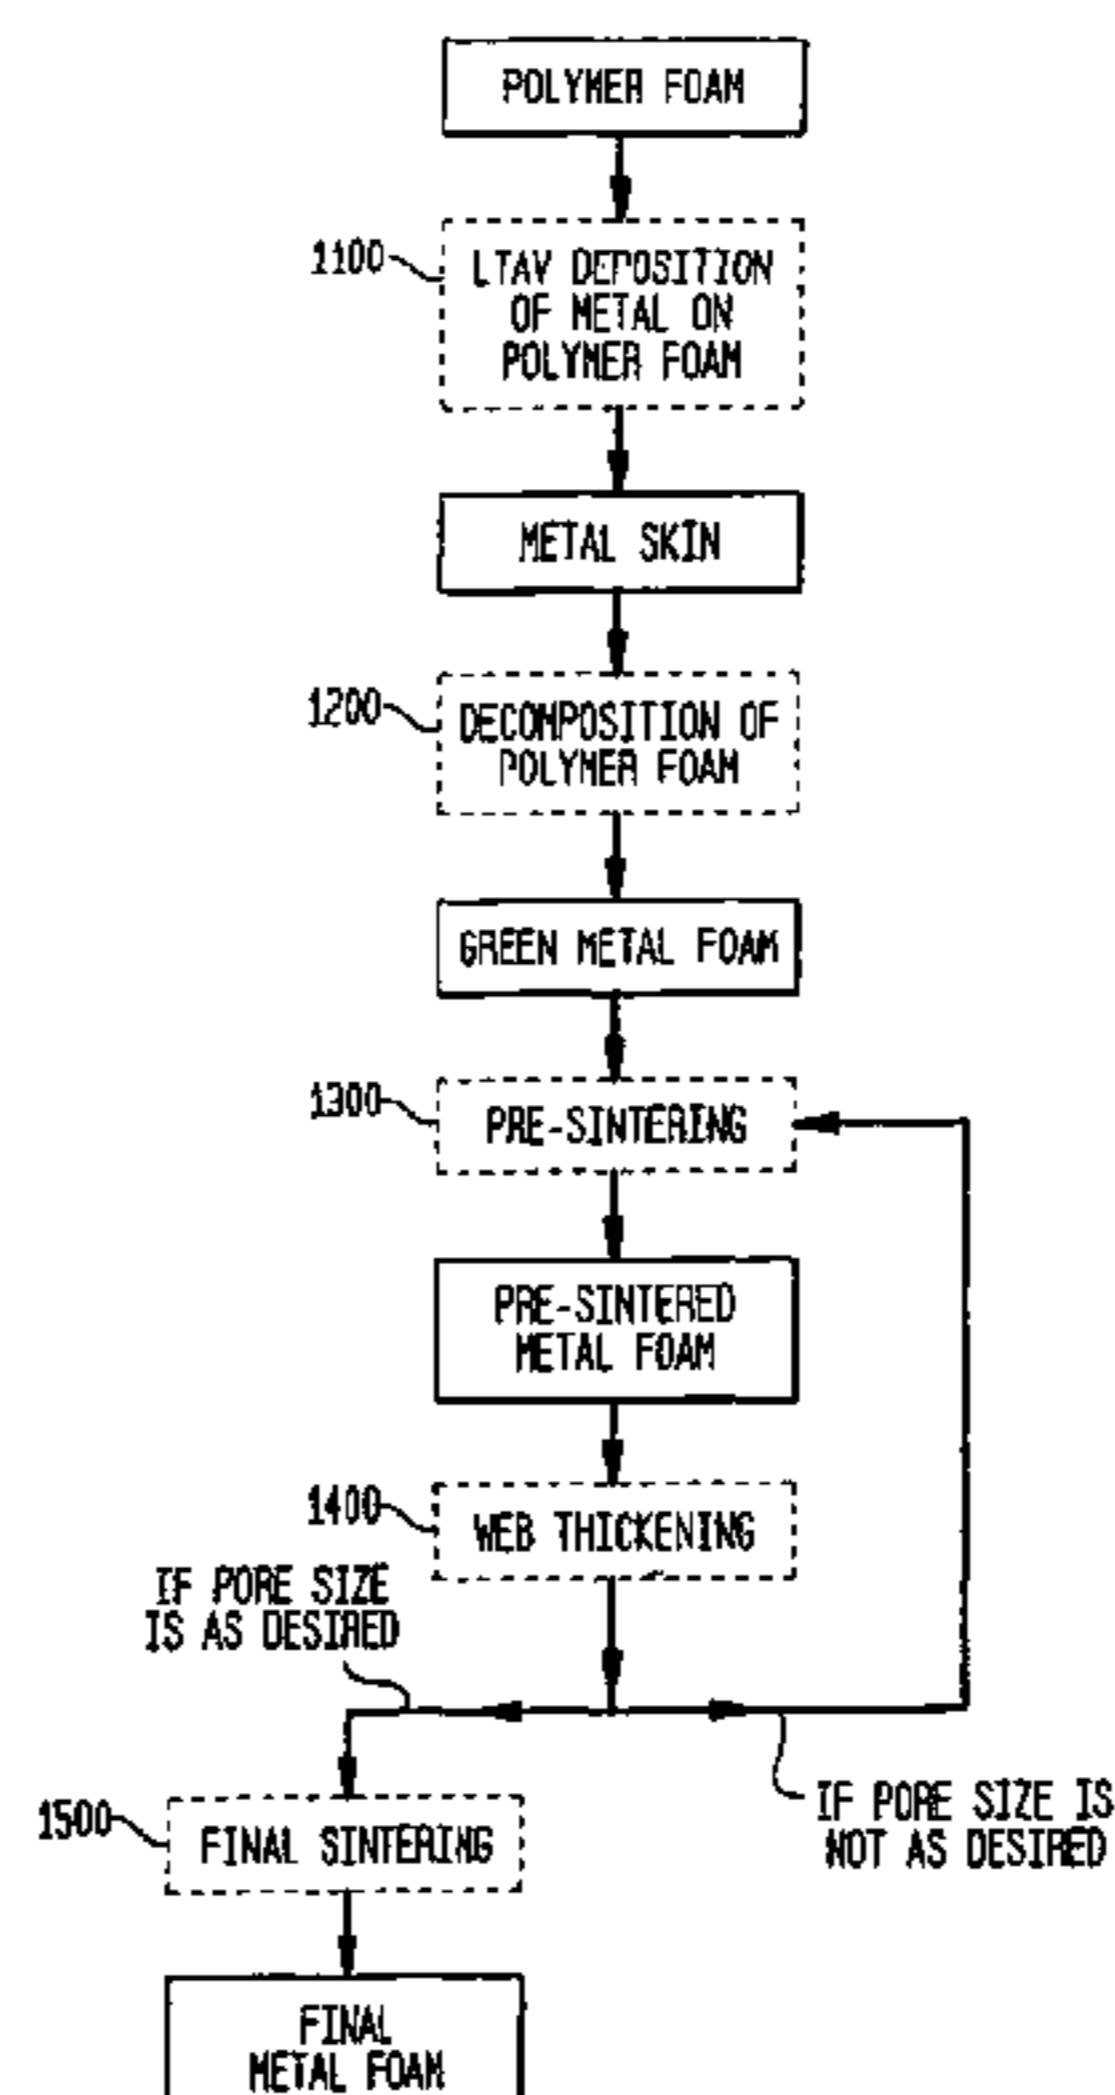 POLYMER FOAM
1100
LTAV DEPOSITION
OF METAL ON
POLYMER FOAM
METAL SKIN
1200
DECOMPOSITION OF
POLYMER FOAM
GREEN METAL FOAM
1300
PRE-SINTERING
PRE-SINTERED
METAL FOAM
1400
WEB THICKENING
IF PORE SIZE
IS AS DESIRED
IF PORE SIZE IS
NOT AS DESIRED
1500
FINAL SINTERING
FINAL
METAL FOAM